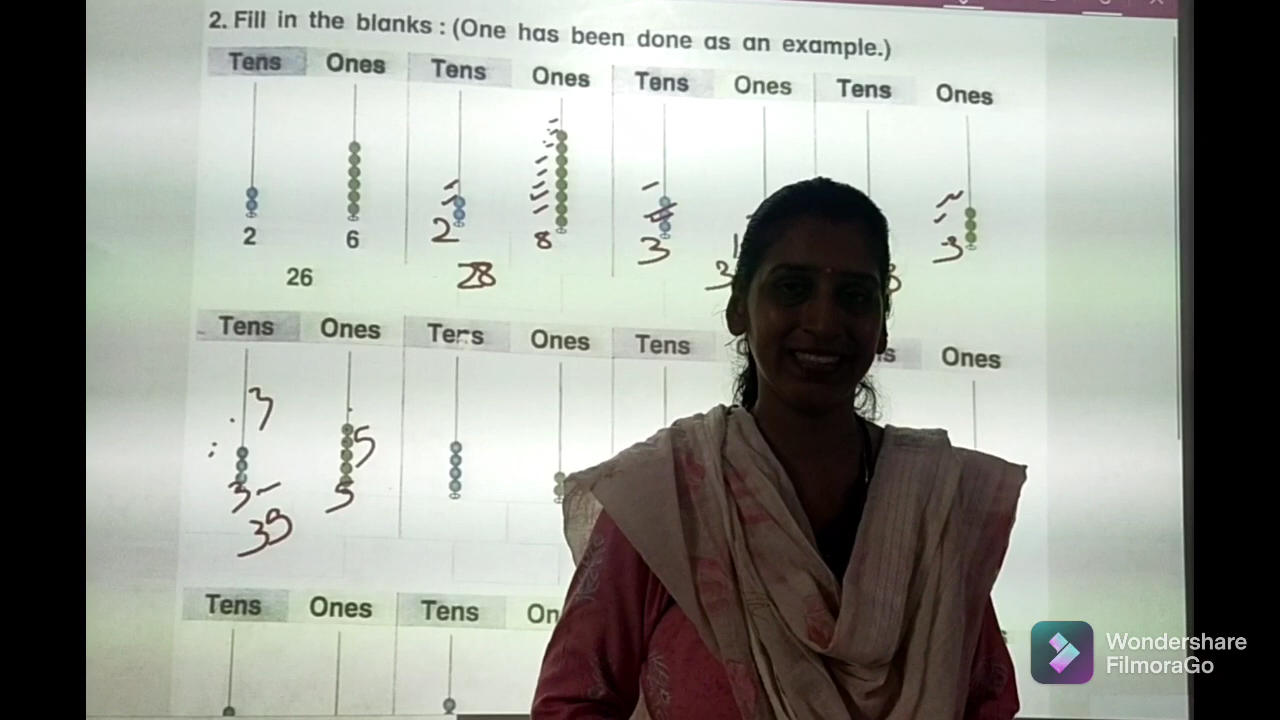 2. Fill in the blanks : (One has been done as an example.)
Tens Ones Tens Ones Tens Ones Tens Ones
2 6 2 8 3 1 3
26 28
Tens Ones Tens Ones Tens Ones
3 5
3 5
35
Tens Ones Tens
Wondershare
FilmoraGo